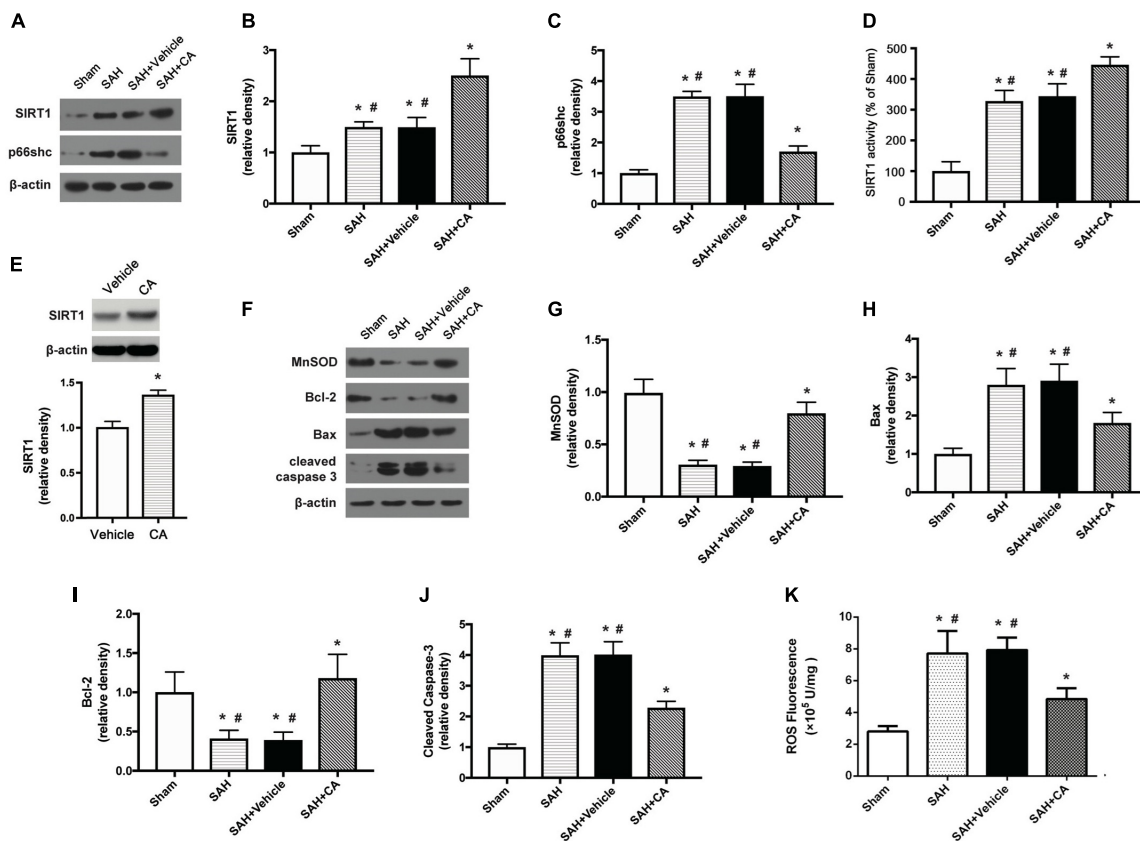 A
Sham
SAH
SAH+Vehicle
SAH+CA
SIRT1
p66shc
β-actin
B
SIRT1
(relative density)
3
2
1
0
* #
* #
*
Sham
SAH
SAH+Vehicle
SAH+CA
C
p66shc
(relative density)
5
4
3
2
1
0
* #
* #
*
Sham
SAH
SAH+Vehicle
SAH+CA
D
SIRT1 activity (% of Sham)
500
400
300
200
100
0
* #
* #
*
Sham
SAH
SAH+Vehicle
SAH+CA
E
Vehicle
CA
SIRT1
β-actin
SIRT1
(relative density)
1.5
1.0
0.5
0.0
*
Vehicle
CA
F
Sham
SAH
SAH+Vehicle
SAH+CA
MnSOD
Bcl-2
Bax
cleaved
caspase 3
β-actin
G
MnSOD
(relative density)
1.5
1.0
0.5
0.0
* #
* #
*
Sham
SAH
SAH+Vehicle
SAH+CA
H
Bax
(relative density)
4
3
2
1
0
* #
* #
*
Sham
SAH
SAH+Vehicle
SAH+CA
I
Bcl-2
(relative density)
2.0
1.5
1.0
0.5
0.0
* #
* #
*
Sham
SAH
SAH+Vehicle
SAH+CA
J
Cleaved Caspase-3
(relative density)
5
4
3
2
1
0
* #
* #
*
Sham
SAH
SAH+Vehicle
SAH+CA
K
ROS Fluorescence
(×10⁵ U/mg )
10
8
6
4
2
0
* #
* #
*
Sham
SAH
SAH+Vehicle
SAH+CA